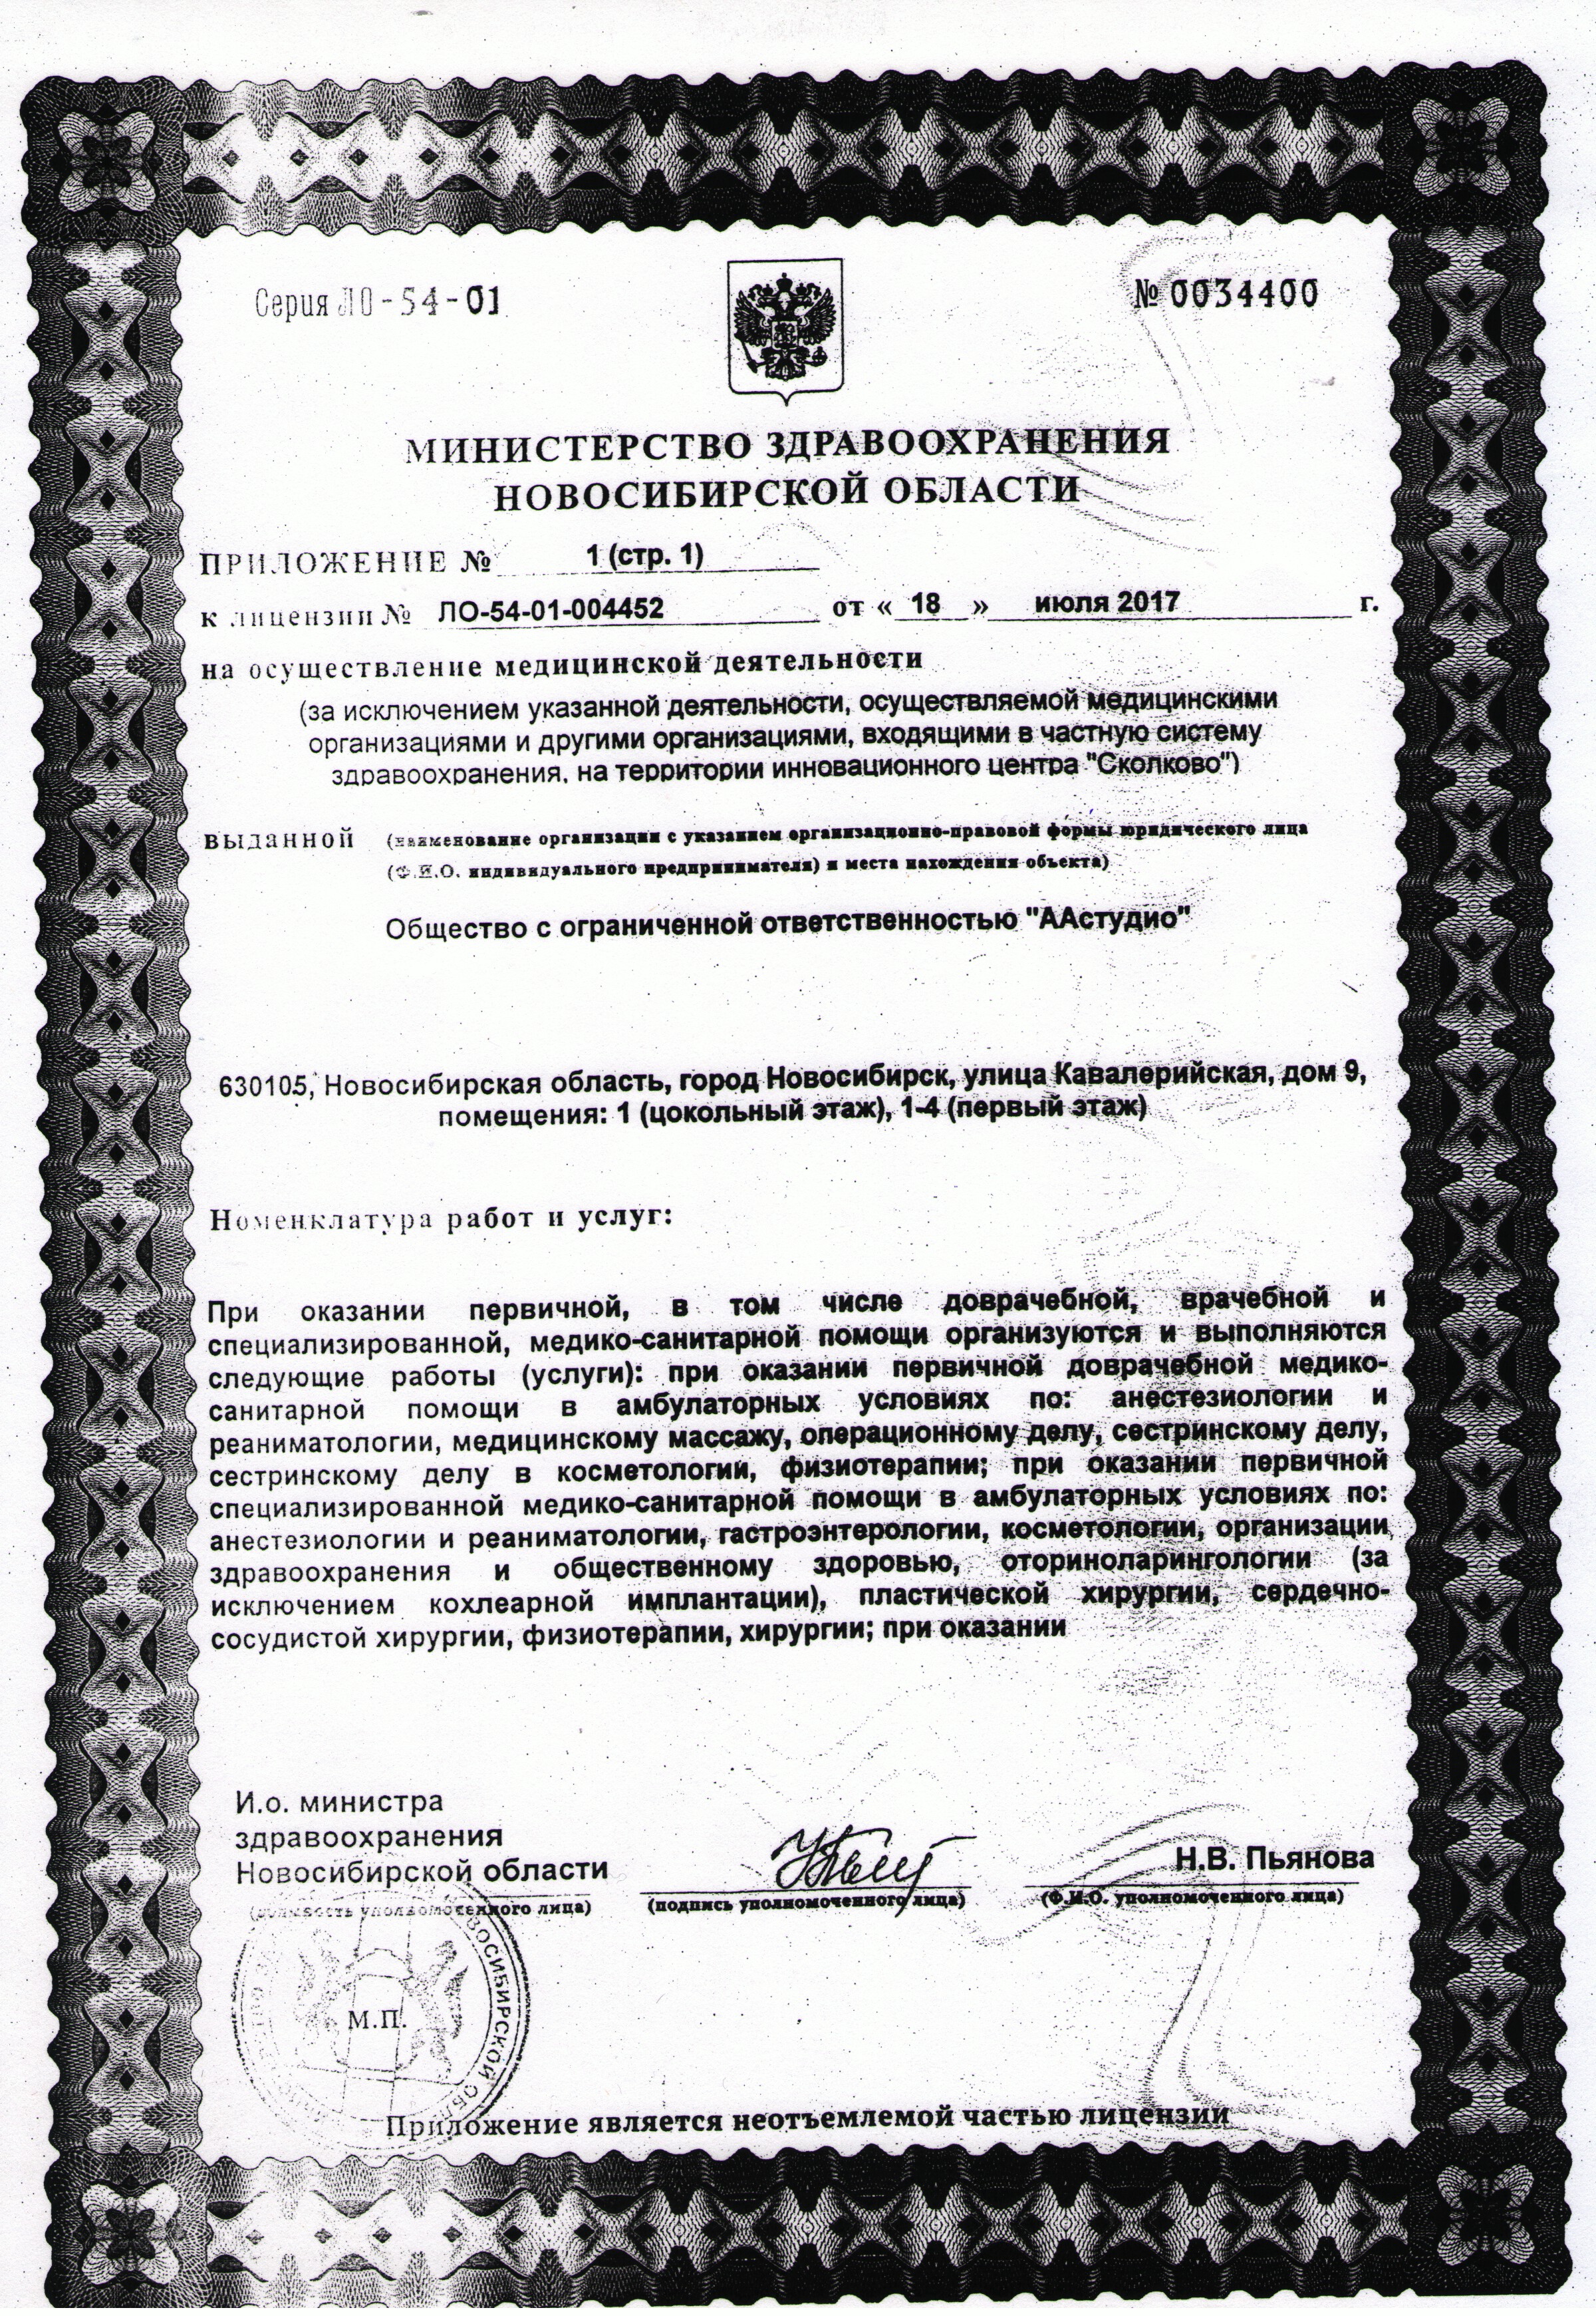 Серия ЛО-54-01
№ 0034400
МИНИСТЕРСТВО ЗДРАВООХРАНЕНИЯ
НОВОСИБИРСКОЙ ОБЛАСТИ
ПРИЛОЖЕНИЕ № 1 (стр. 1)
к лицензии № ЛО-54-01-004452 от « 18 » июля 2017 г.
на осуществление медицинской деятельности
(за исключением указанной деятельности, осуществляемой медицинскими
организациями и другими организациями, входящими в частную систему
здравоохранения, на территории инновационного центра "Сколково")
выданной (наименование организации с указанием организационно-правовой формы юридического лица
(Ф.И.О. индивидуального предпринимателя) и места нахождения объекта)
Общество с ограниченной ответственностью "ААстудио"
630105, Новосибирская область, город Новосибирск, улица Кавалерийская, дом 9,
помещения: 1 (цокольный этаж), 1-4 (первый этаж)
Номенклатура работ и услуг:
При оказании первичной, в том числе доврачебной, врачебной и
специализированной, медико-санитарной помощи организуются и выполняются
следующие работы (услуги): при оказании первичной доврачебной медико-
санитарной помощи в амбулаторных условиях по: анестезиологии и
реаниматологии, медицинскому массажу, операционному делу, сестринскому делу,
сестринскому делу в косметологии, физиотерапии; при оказании первичной
специализированной медико-санитарной помощи в амбулаторных условиях по:
анестезиологии и реаниматологии, гастроэнтерологии, косметологии, организации
здравоохранения и общественному здоровью, оториноларингологии (за
исключением кохлеарной имплантации), пластической хирургии, сердечно-
сосудистой хирургии, физиотерапии, хирургии; при оказании
И.о. министра
здравоохранения
Новосибирской области
Н.В. Пьянова
(должность уполномоченного лица) (подпись уполномоченного лица) (Ф.И.О. уполномоченного лица)
НОВОСИБИРСКОЙ
М.П.
Приложение является неотъемлемой частью лицензии